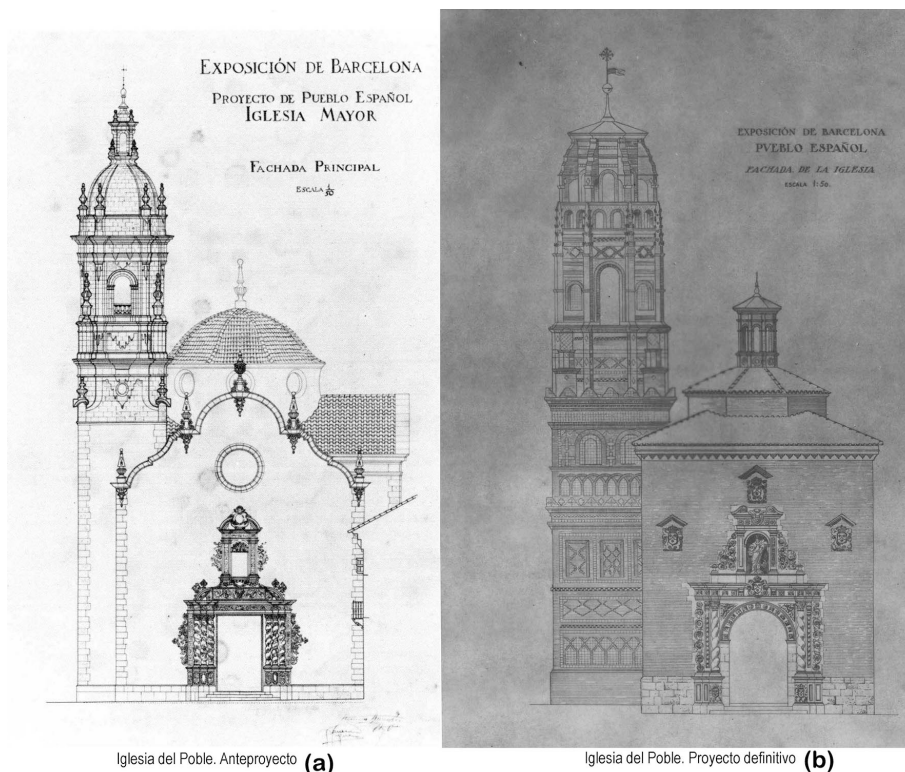 EXPOSICIÓN DE BARCELONA
PROYECTO DE PUEBLO ESPAÑOL
IGLESIA MAYOR
FACHADA PRINCIPAL
ESCALA 1/50
EXPOSICIÓN DE BARCELONA
PVEBLO ESPAÑOL
FACHADA DE LA IGLESIA
ESCALA 1:50.
Iglesia del Poble. Anteproyecto (a)
Iglesia del Poble. Proyecto definitivo (b)